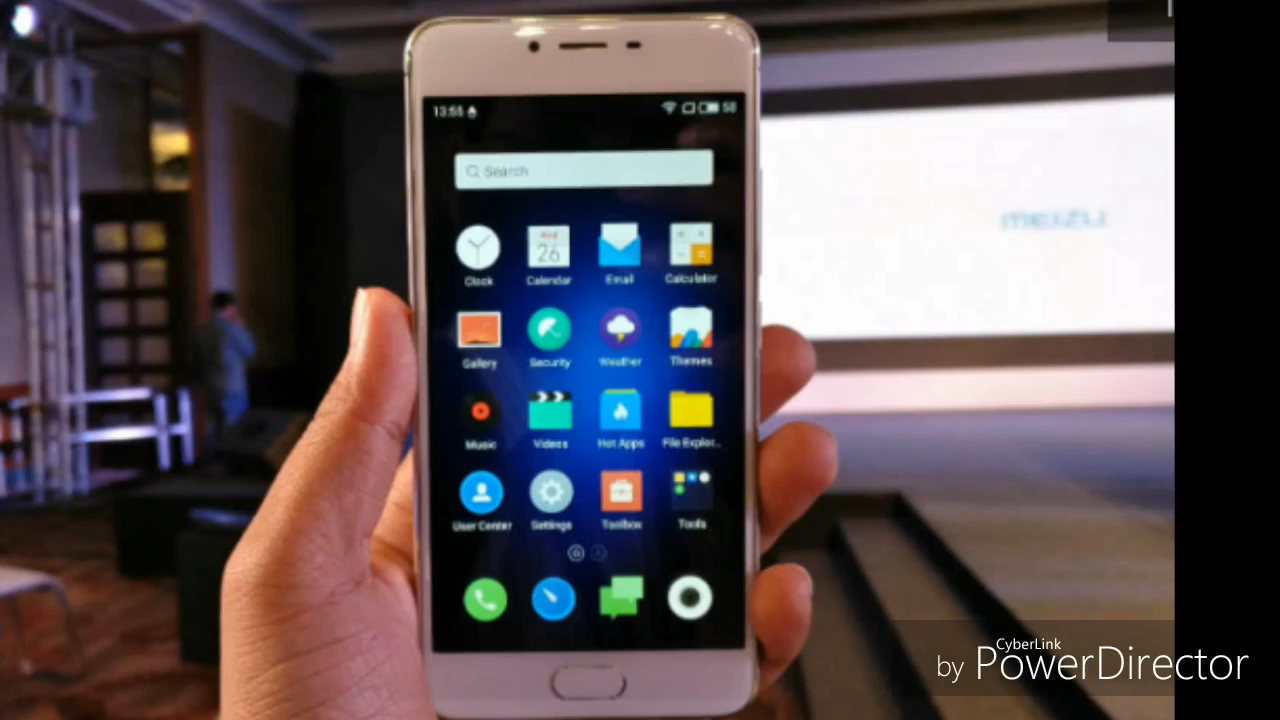 13:55
58
Search
MEIZU
26
Clock
Calendar
Email
Calculator
Gallery
Security
Weather
Themes
Music
Videos
Hot Apps
File Explor...
User Center
Settings
Toolbox
Tools
CyberLink
by PowerDirector